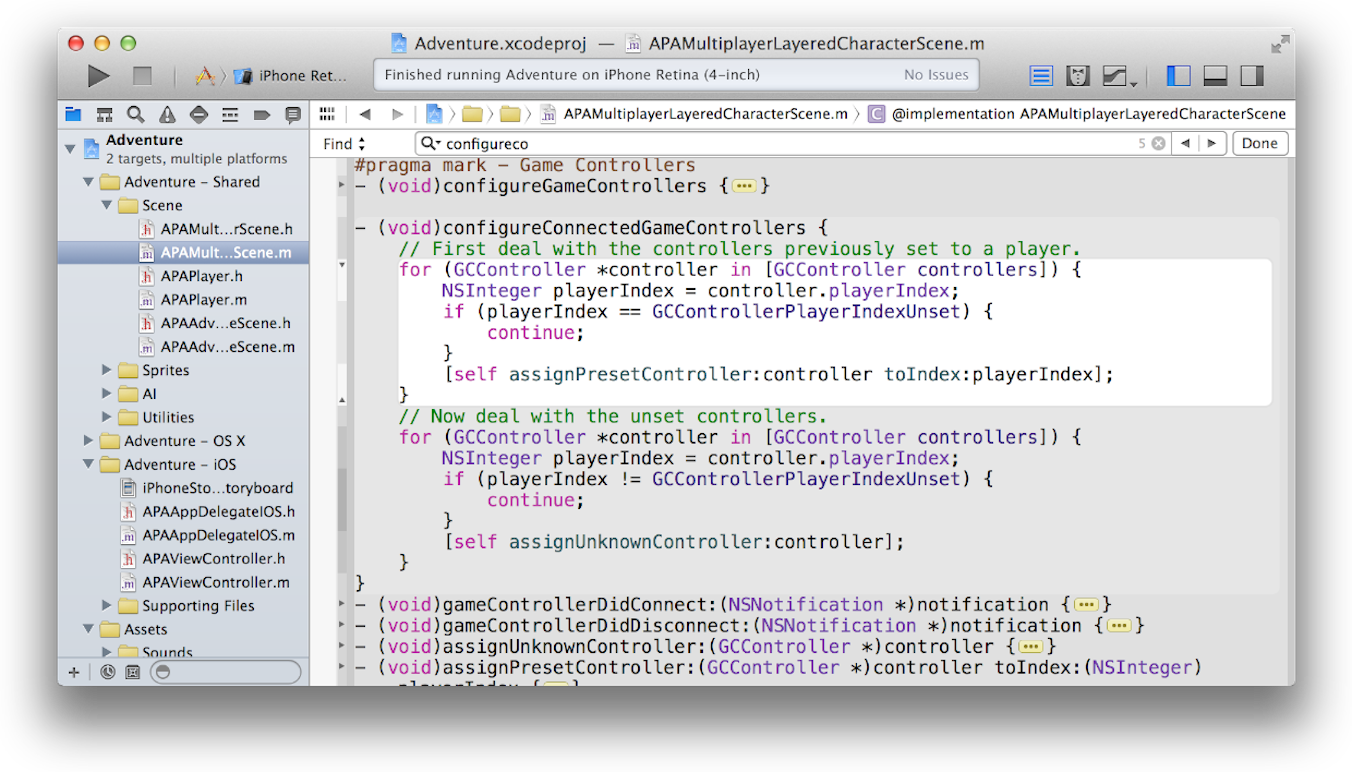 Adventure.xcodeproj — APAMultiplayerLayeredCharacterScene.m
iPhone Ret...
Finished running Adventure on iPhone Retina (4-inch) No Issues
APAMultiplayerLayeredCharacterScene.m @implementation APAMultiplayerLayeredCharacterScene
Find configureco 5 Done
Adventure
2 targets, multiple platforms
Adventure – Shared
Scene
APAMult...rScene.h
APAMult...Scene.m
APAPlayer.h
APAPlayer.m
APAAdv...eScene.h
APAAdv...eScene.m
Sprites
AI
Utilities
Adventure – OS X
Adventure – iOS
iPhoneSto...toryboard
APAAppDelegateIOS.h
APAAppDelegateIOS.m
APAViewController.h
APAViewController.m
Supporting Files
Assets
Sounds
#pragma mark - Game Controllers
- (void)configureGameControllers {...}
- (void)configureConnectedGameControllers {
// First deal with the controllers previously set to a player.
for (GCController *controller in [GCController controllers]) {
NSInteger playerIndex = controller.playerIndex;
if (playerIndex == GCControllerPlayerIndexUnset) {
continue;
}
[self assignPresetController:controller toIndex:playerIndex];
}
// Now deal with the unset controllers.
for (GCController *controller in [GCController controllers]) {
NSInteger playerIndex = controller.playerIndex;
if (playerIndex != GCControllerPlayerIndexUnset) {
continue;
}
[self assignUnknownController:controller];
}
}
- (void)gameControllerDidConnect:(NSNotification *)notification {...}
- (void)gameControllerDidDisconnect:(NSNotification *)notification {...}
- (void)assignUnknownController:(GCController *)controller {...}
- (void)assignPresetController:(GCController *)controller toIndex:(NSInteger)
playerIndex {...}